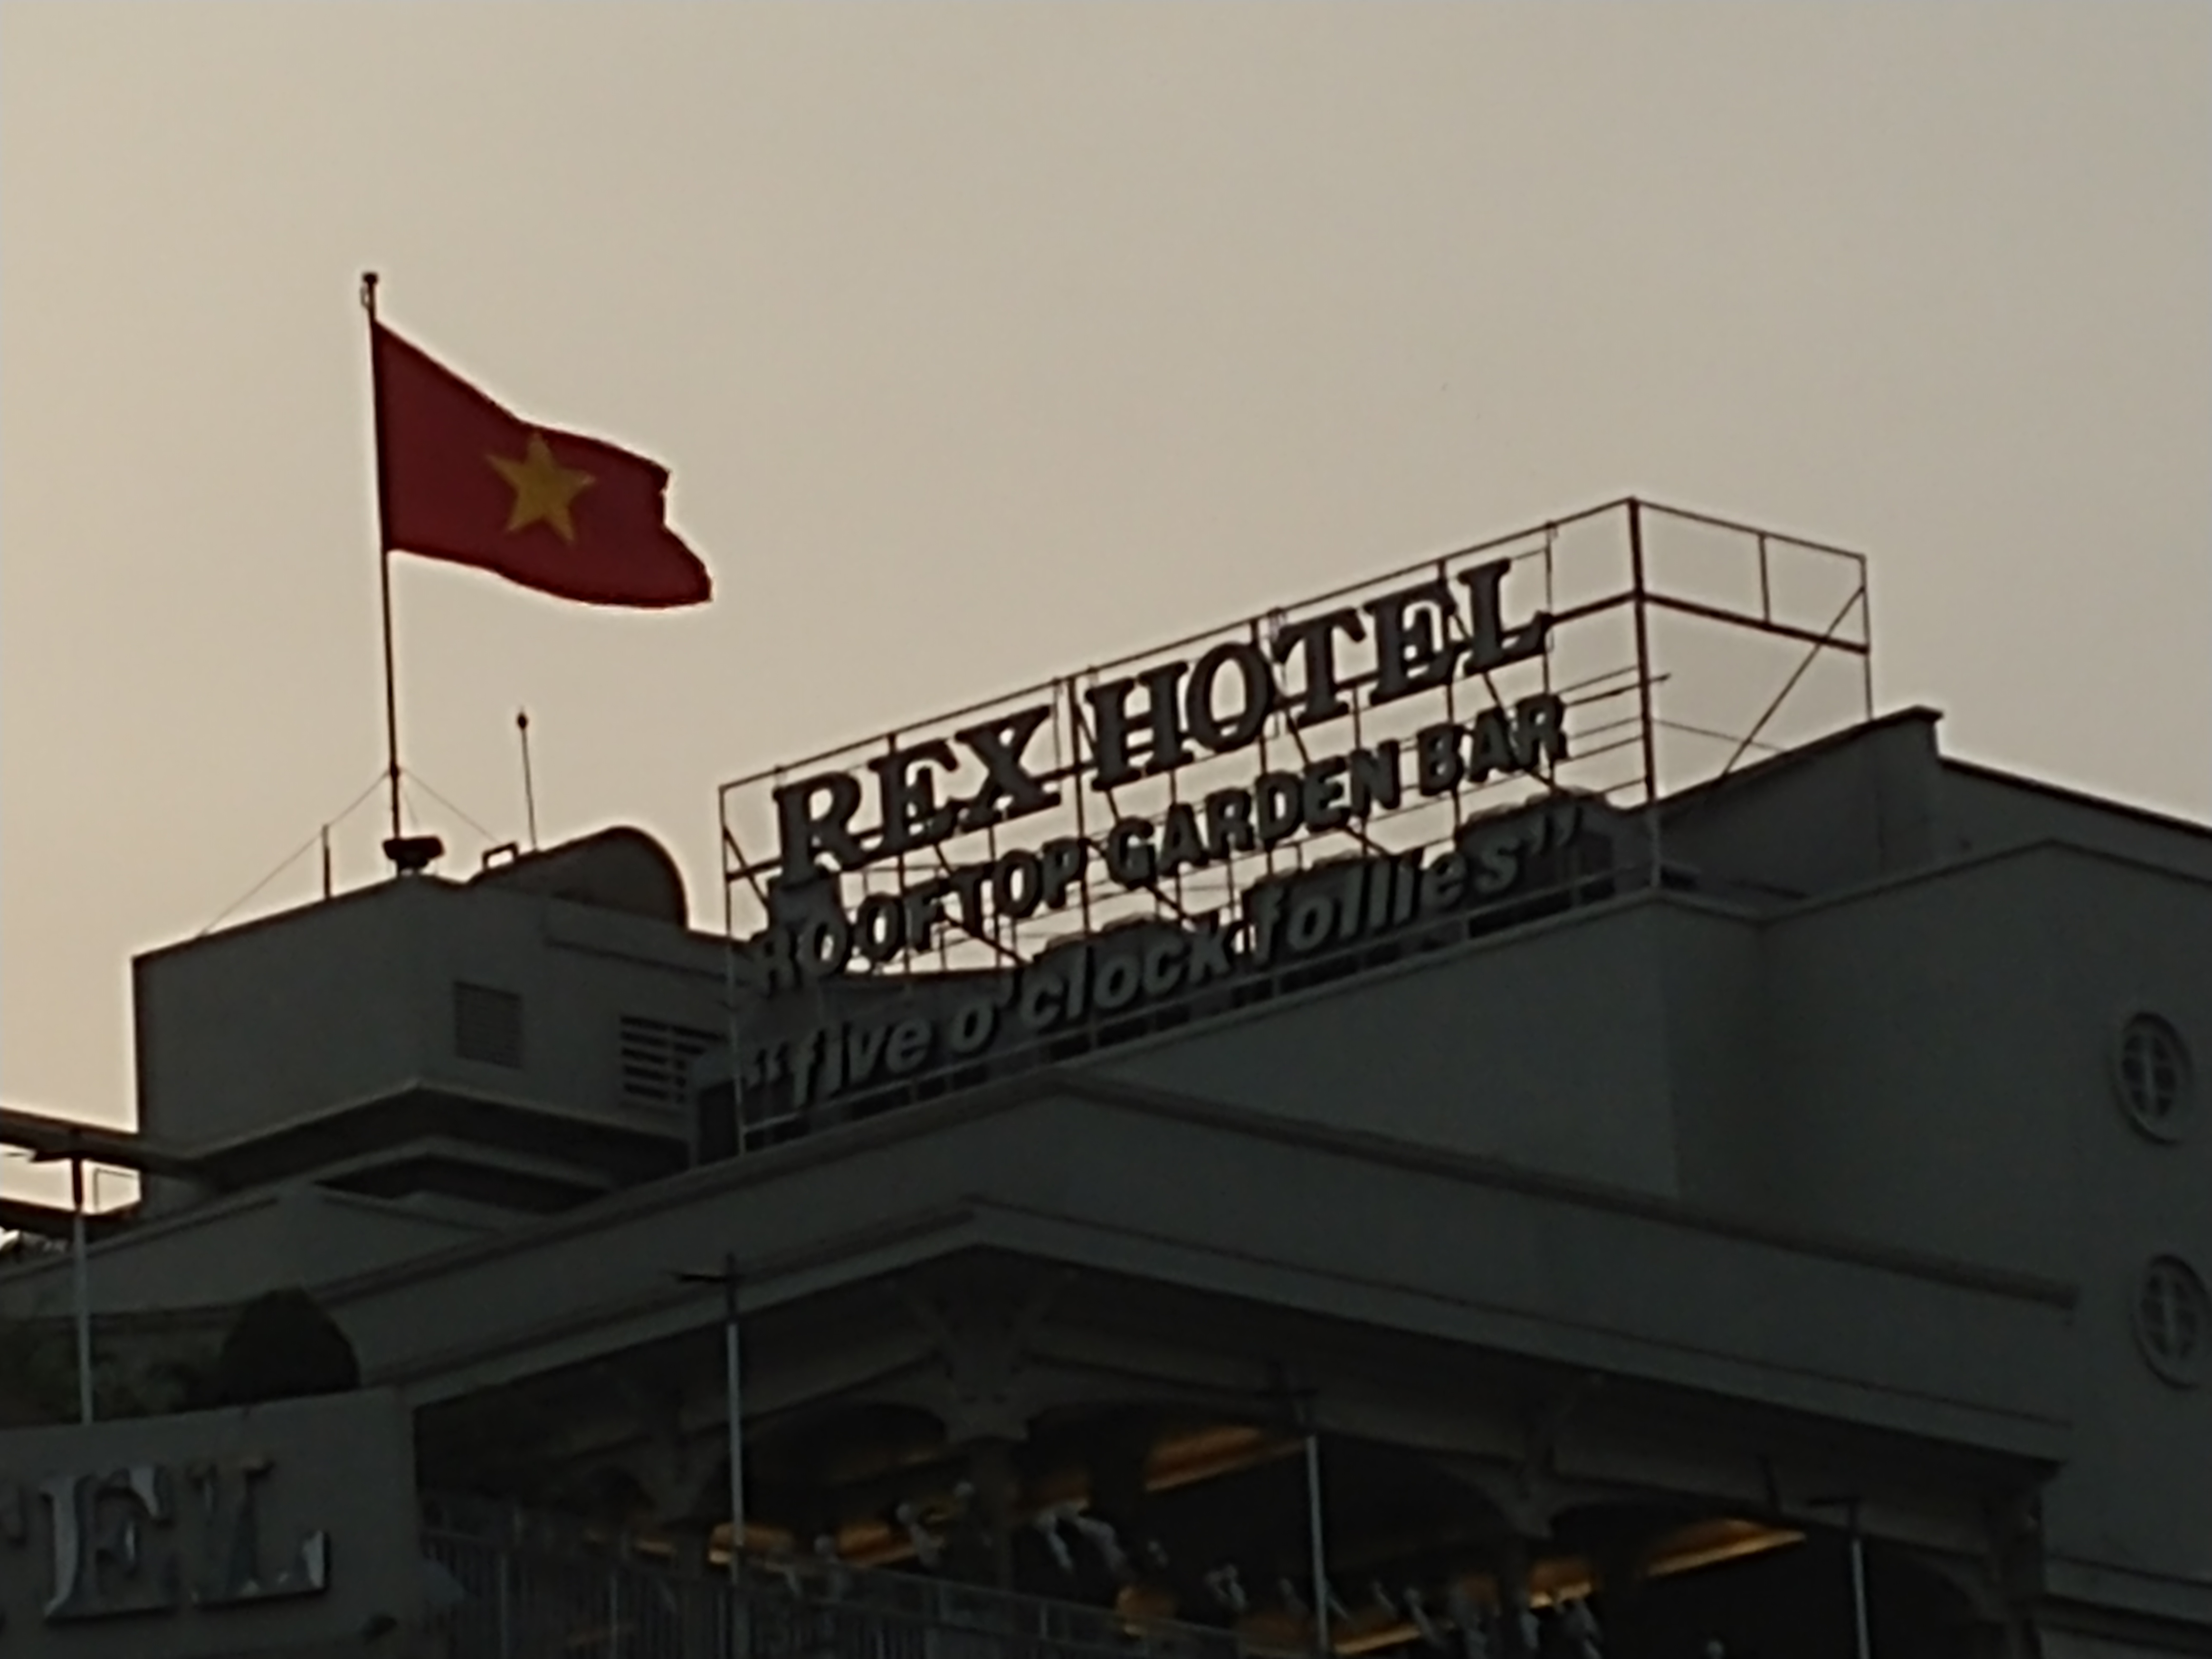 REX HOTEL
ROOFTOP GARDEN BAR
"five o'clock follies"
EL